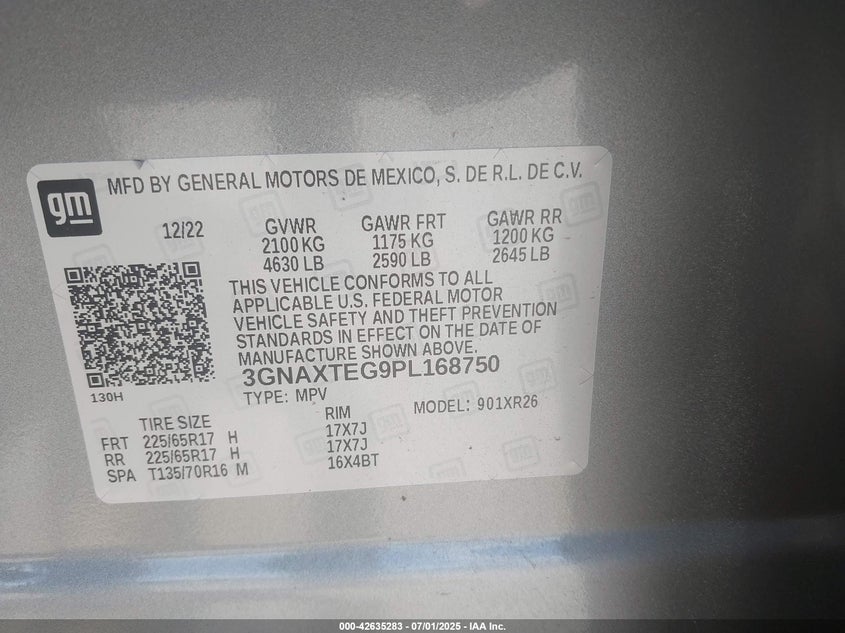 gm
MFD BY GENERAL MOTORS DE MEXICO, S. DE R.L. DE C.V.
12/22
GVWR GAWR FRT GAWR RR
2100 KG 1175 KG 1200 KG
4630 LB 2590 LB 2645 LB
THIS VEHICLE CONFORMS TO ALL
APPLICABLE U.S. FEDERAL MOTOR
VEHICLE SAFETY AND THEFT PREVENTION
STANDARDS IN EFFECT ON THE DATE OF
MANUFACTURE SHOWN ABOVE.
3GNAXTEG9PL168750
130H
TYPE: MPV MODEL: 901XR26
TIRE SIZE RIM
FRT 225/65R17 H 17X7J
RR 225/65R17 H 17X7J
SPA T135/70R16 M 16X4BT
000-42635283 - 07/01/2025 - IAA Inc.